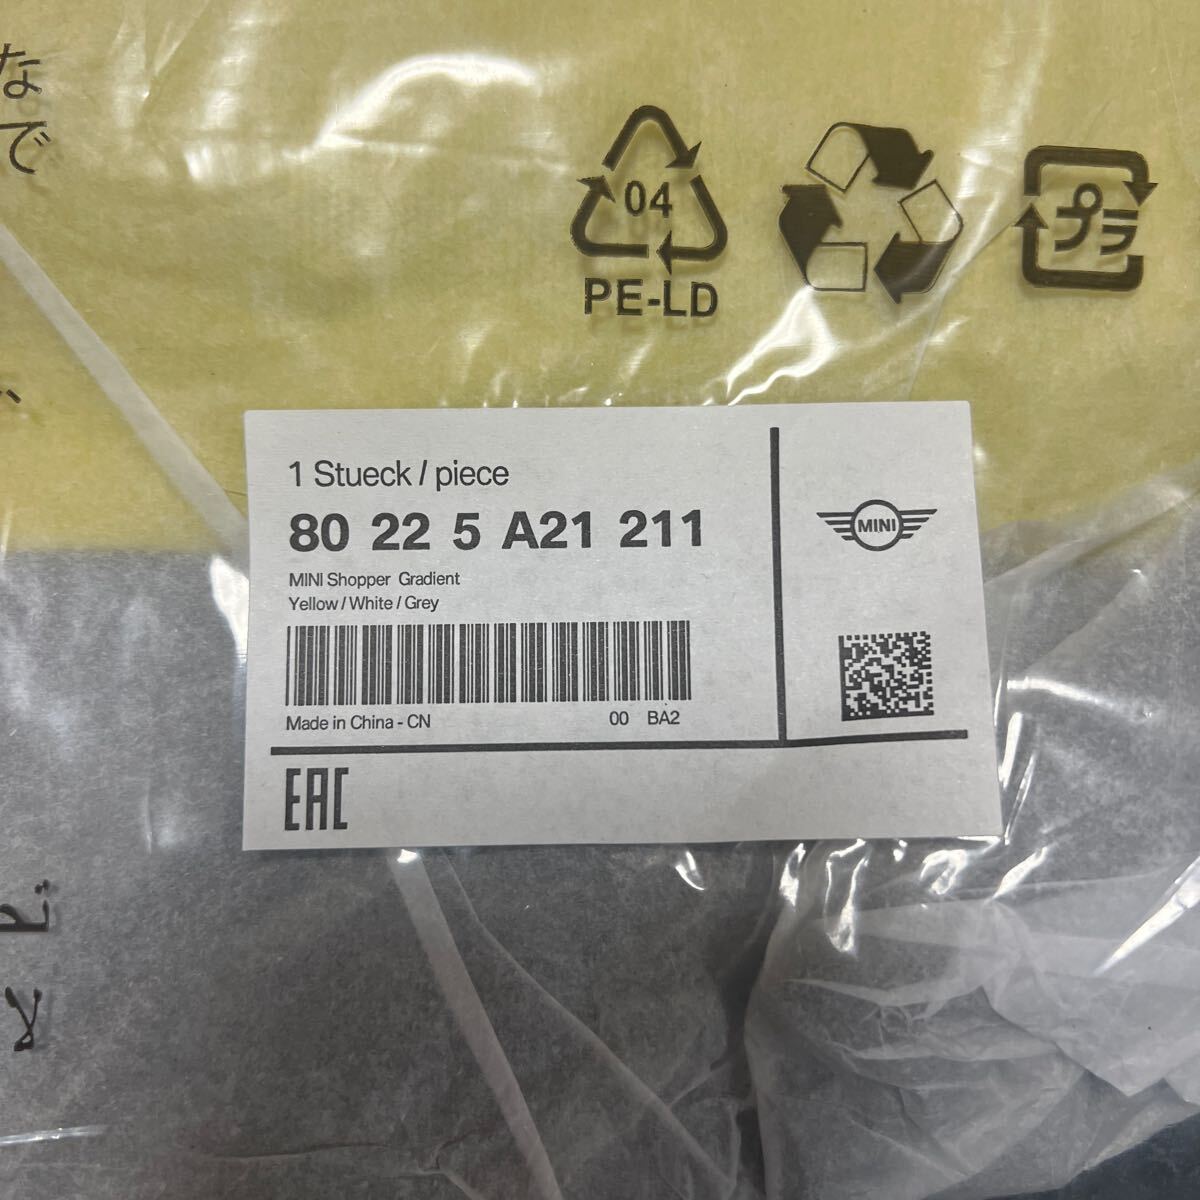 な
で
04
PE-LD
プラ
1 Stueck / piece
80 22 5 A21 211
MINI
MINI Shopper Gradient
Yellow / White / Grey
Made in China - CN
00 BA2
EAC